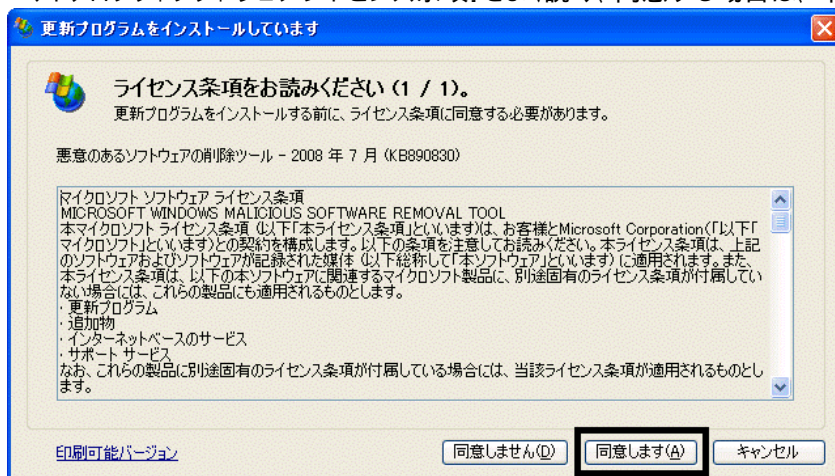 更新プログラムをインストールしています
ライセンス条項をお読みください (1 / 1)。
更新プログラムをインストールする前に、ライセンス条項に同意する必要があります。
悪意のあるソフトウェアの削除ツール - 2008 年 7 月 (KB890830)
マイクロソフト ソフトウェア ライセンス条項
MICROSOFT WINDOWS MALICIOUS SOFTWARE REMOVAL TOOL
本マイクロソフト ライセンス条項 (以下「本ライセンス条項」といいます)は、お客様とMicrosoft Corporation(「以下「
マイクロソフト」といいます)との契約を構成します。以下の条項を注意してお読みください。本ライセンス条項は、上記
のソフトウェアおよびソフトウェアが記録された媒体 (以下総称して「本ソフトウェア」といいます) に適用されます。また、
本ライセンス条項は、以下の本ソフトウェアに関連するマイクロソフト製品に、別途固有のライセンス条項が付属してい
ない場合には、これらの製品にも適用されるものとします。
・更新プログラム
・追加物
・インターネットベースのサービス
・サポート サービス
なお、これらの製品に別途固有のライセンス条項が付属している場合には、当該ライセンス条項が適用されるものとし
ます。
印刷可能バージョン
同意しません(D)
同意します(A)
キャンセル